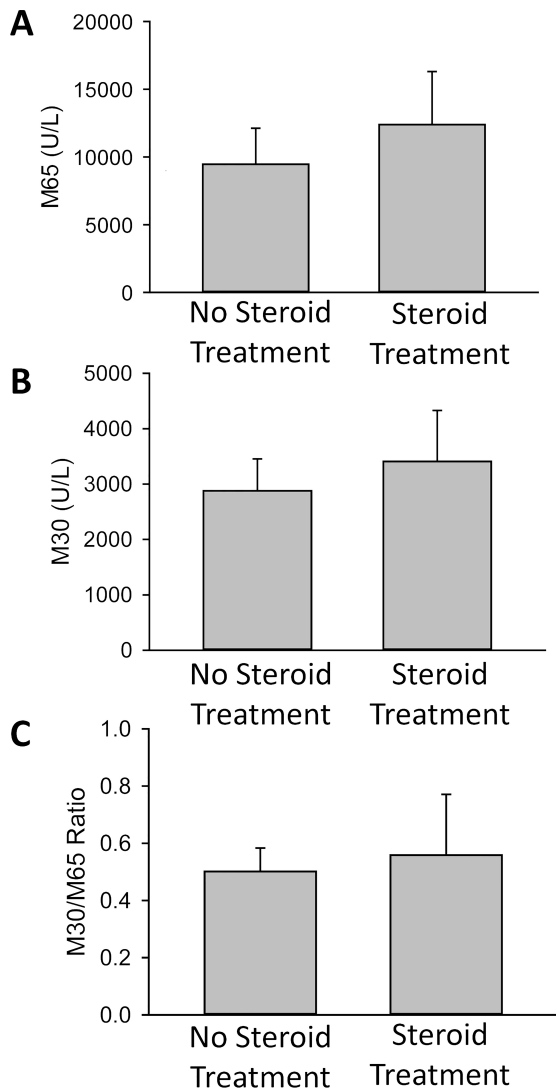 A
20000
15000
10000
5000
0
M65 (U/L)
No Steroid Steroid
Treatment Treatment
B
5000
4000
3000
2000
1000
0
M30 (U/L)
No Steroid Steroid
Treatment Treatment
C
1.0
0.8
0.6
0.4
0.2
0.0
M30/M65 Ratio
No Steroid Steroid
Treatment Treatment